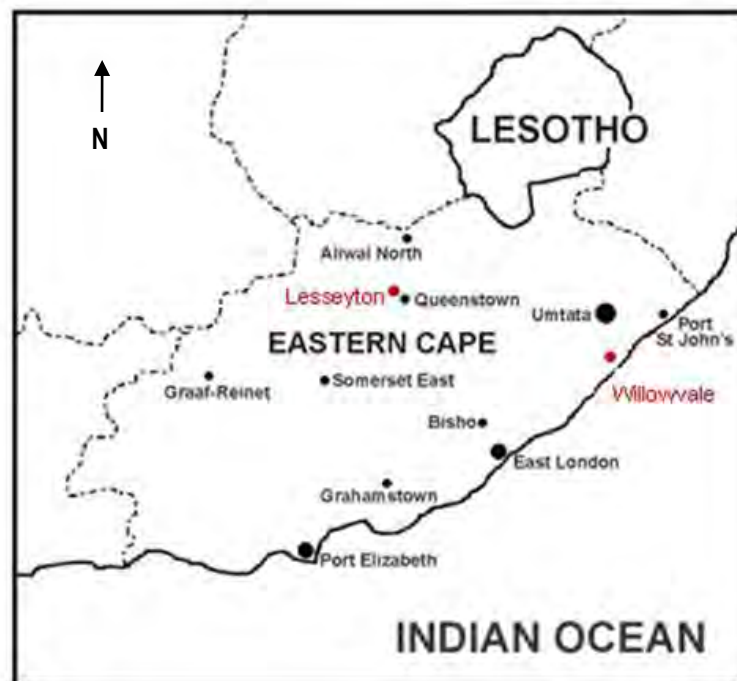 LESOTHO
N
Aliwal North
Lesseyton
Queenstown
Umtata
Port
St John's
EASTERN CAPE
Graaf-Reinet
Somerset East
Willowvale
Bisho
East London
Grahamstown
Port Elizabeth
INDIAN OCEAN